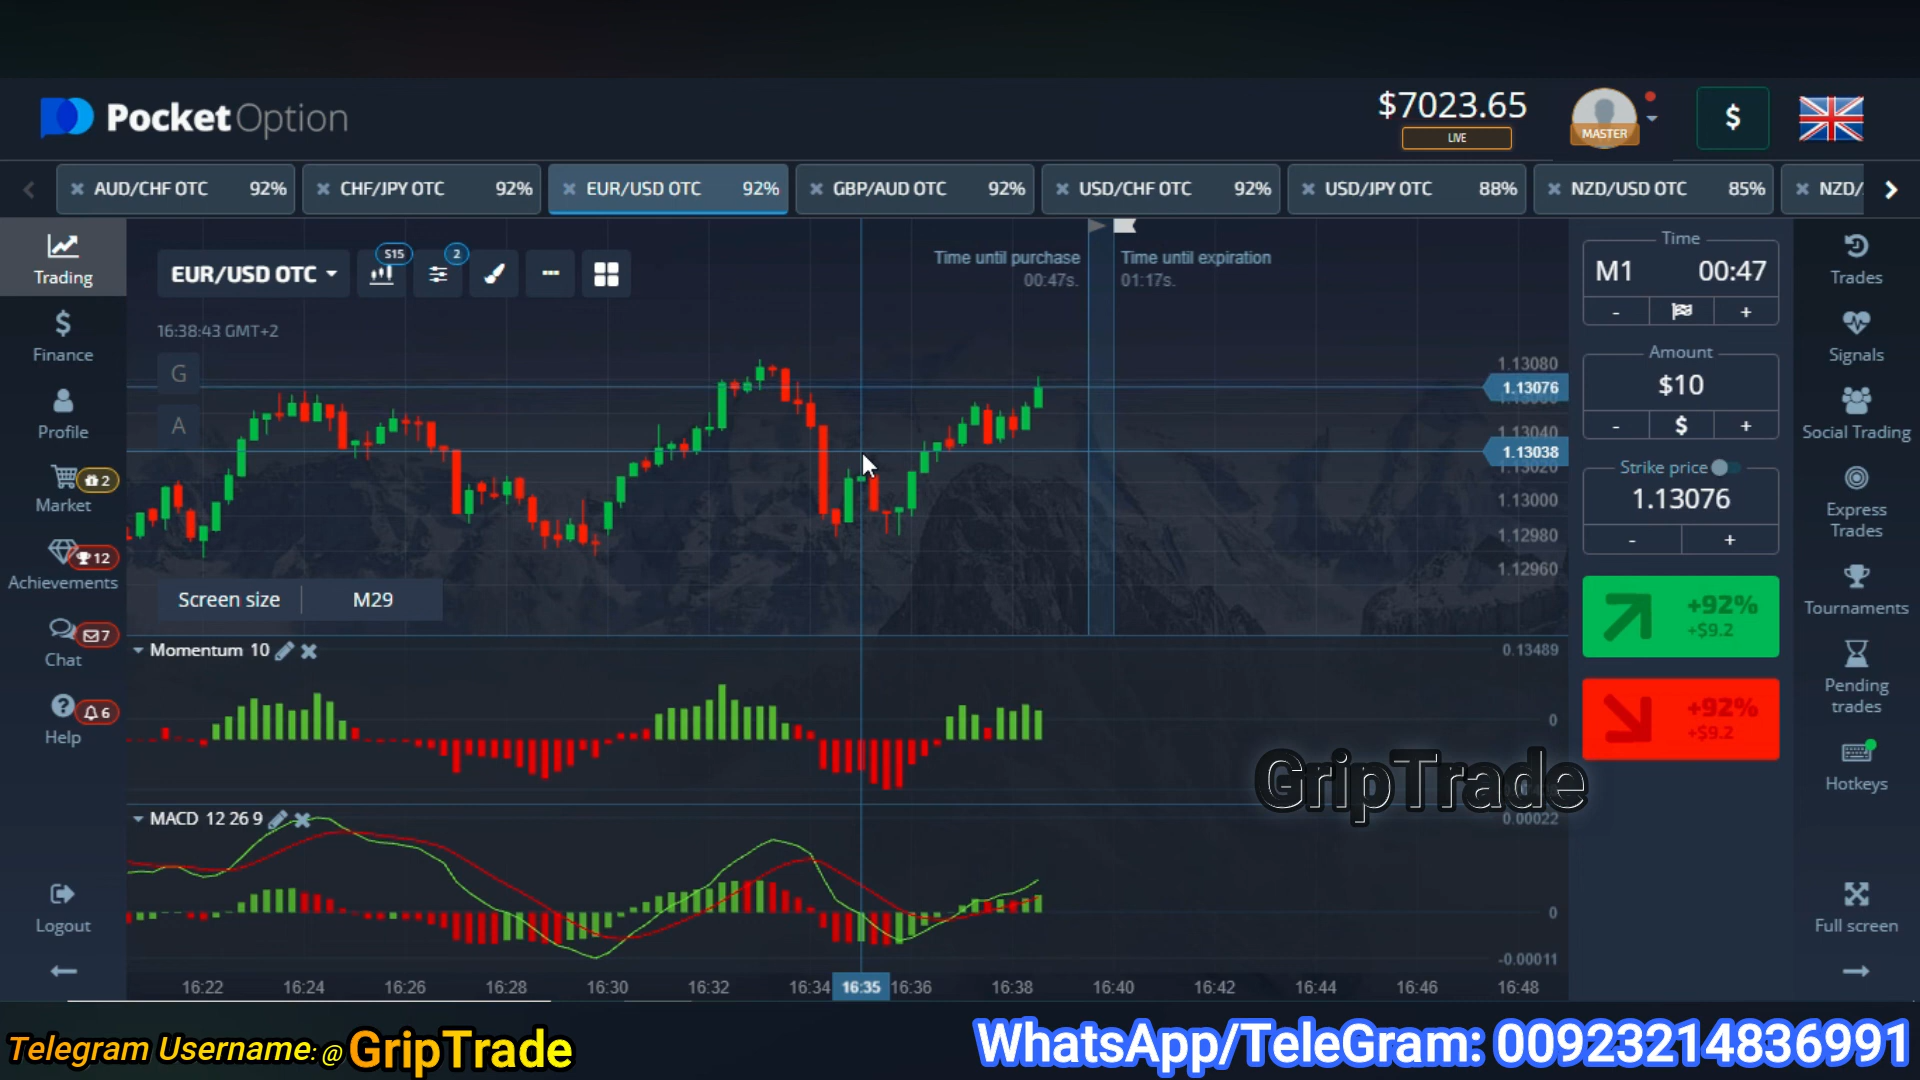 PocketOption
$7023.65
LIVE
MASTER
$
AUD/CHF OTC 92%
CHF/JPY OTC 92%
EUR/USD OTC 92%
GBP/AUD OTC 92%
USD/CHF OTC 92%
USD/JPY OTC 88%
NZD/USD OTC 85%
NZD/
Trading
Finance
Profile
Market
2
Achievements
12
Chat
7
Help
6
Logout
EUR/USD OTC
S15
2
16:38:43 GMT+2
G
A
Time until purchase
00:47s.
Time until expiration
01:17s.
1.13080
1.13076
1.13040
1.13038
1.13020
1.13000
1.12980
1.12960
Screen size M29
Momentum 10
0.13489
0
MACD 12 26 9
0.00022
0
-0.00011
16:22 16:24 16:26 16:28 16:30 16:32 16:34 16:35 16:36 16:38 16:40 16:42 16:44 16:46 16:48
Time
M1 00:47
- +
Amount
$10
- $ +
Strike price
1.13076
- +
+92%
+$9.2
+92%
+$9.2
GripTrade
Trades
Signals
Social Trading
Express
Trades
Tournaments
Pending
trades
Hotkeys
Full screen
Telegram Username: @ GripTrade
WhatsApp/TeleGram: 00923214836991